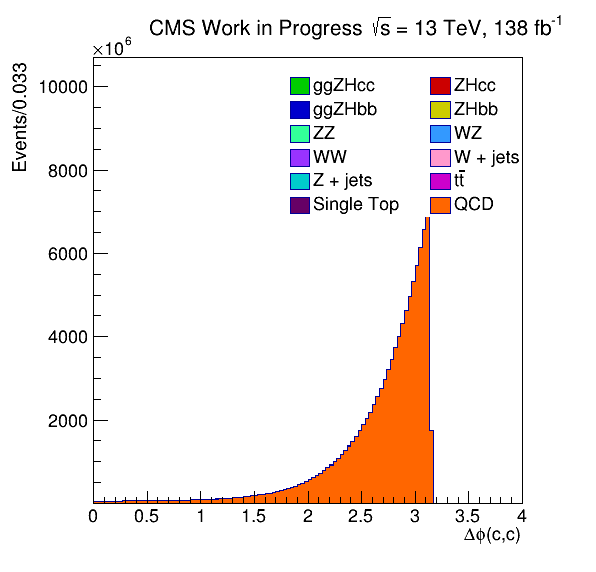 CMS Work in Progress √s = 13 TeV, 138 fb⁻¹
×10⁶
Events/0.033
10000
8000
6000
4000
2000
ggZHcc ZHcc
ggZHbb ZHbb
ZZ WZ
WW W + jets
Z + jets tt̄
Single Top QCD
0 0.5 1 1.5 2 2.5 3 3.5 4
Δϕ(c,c)